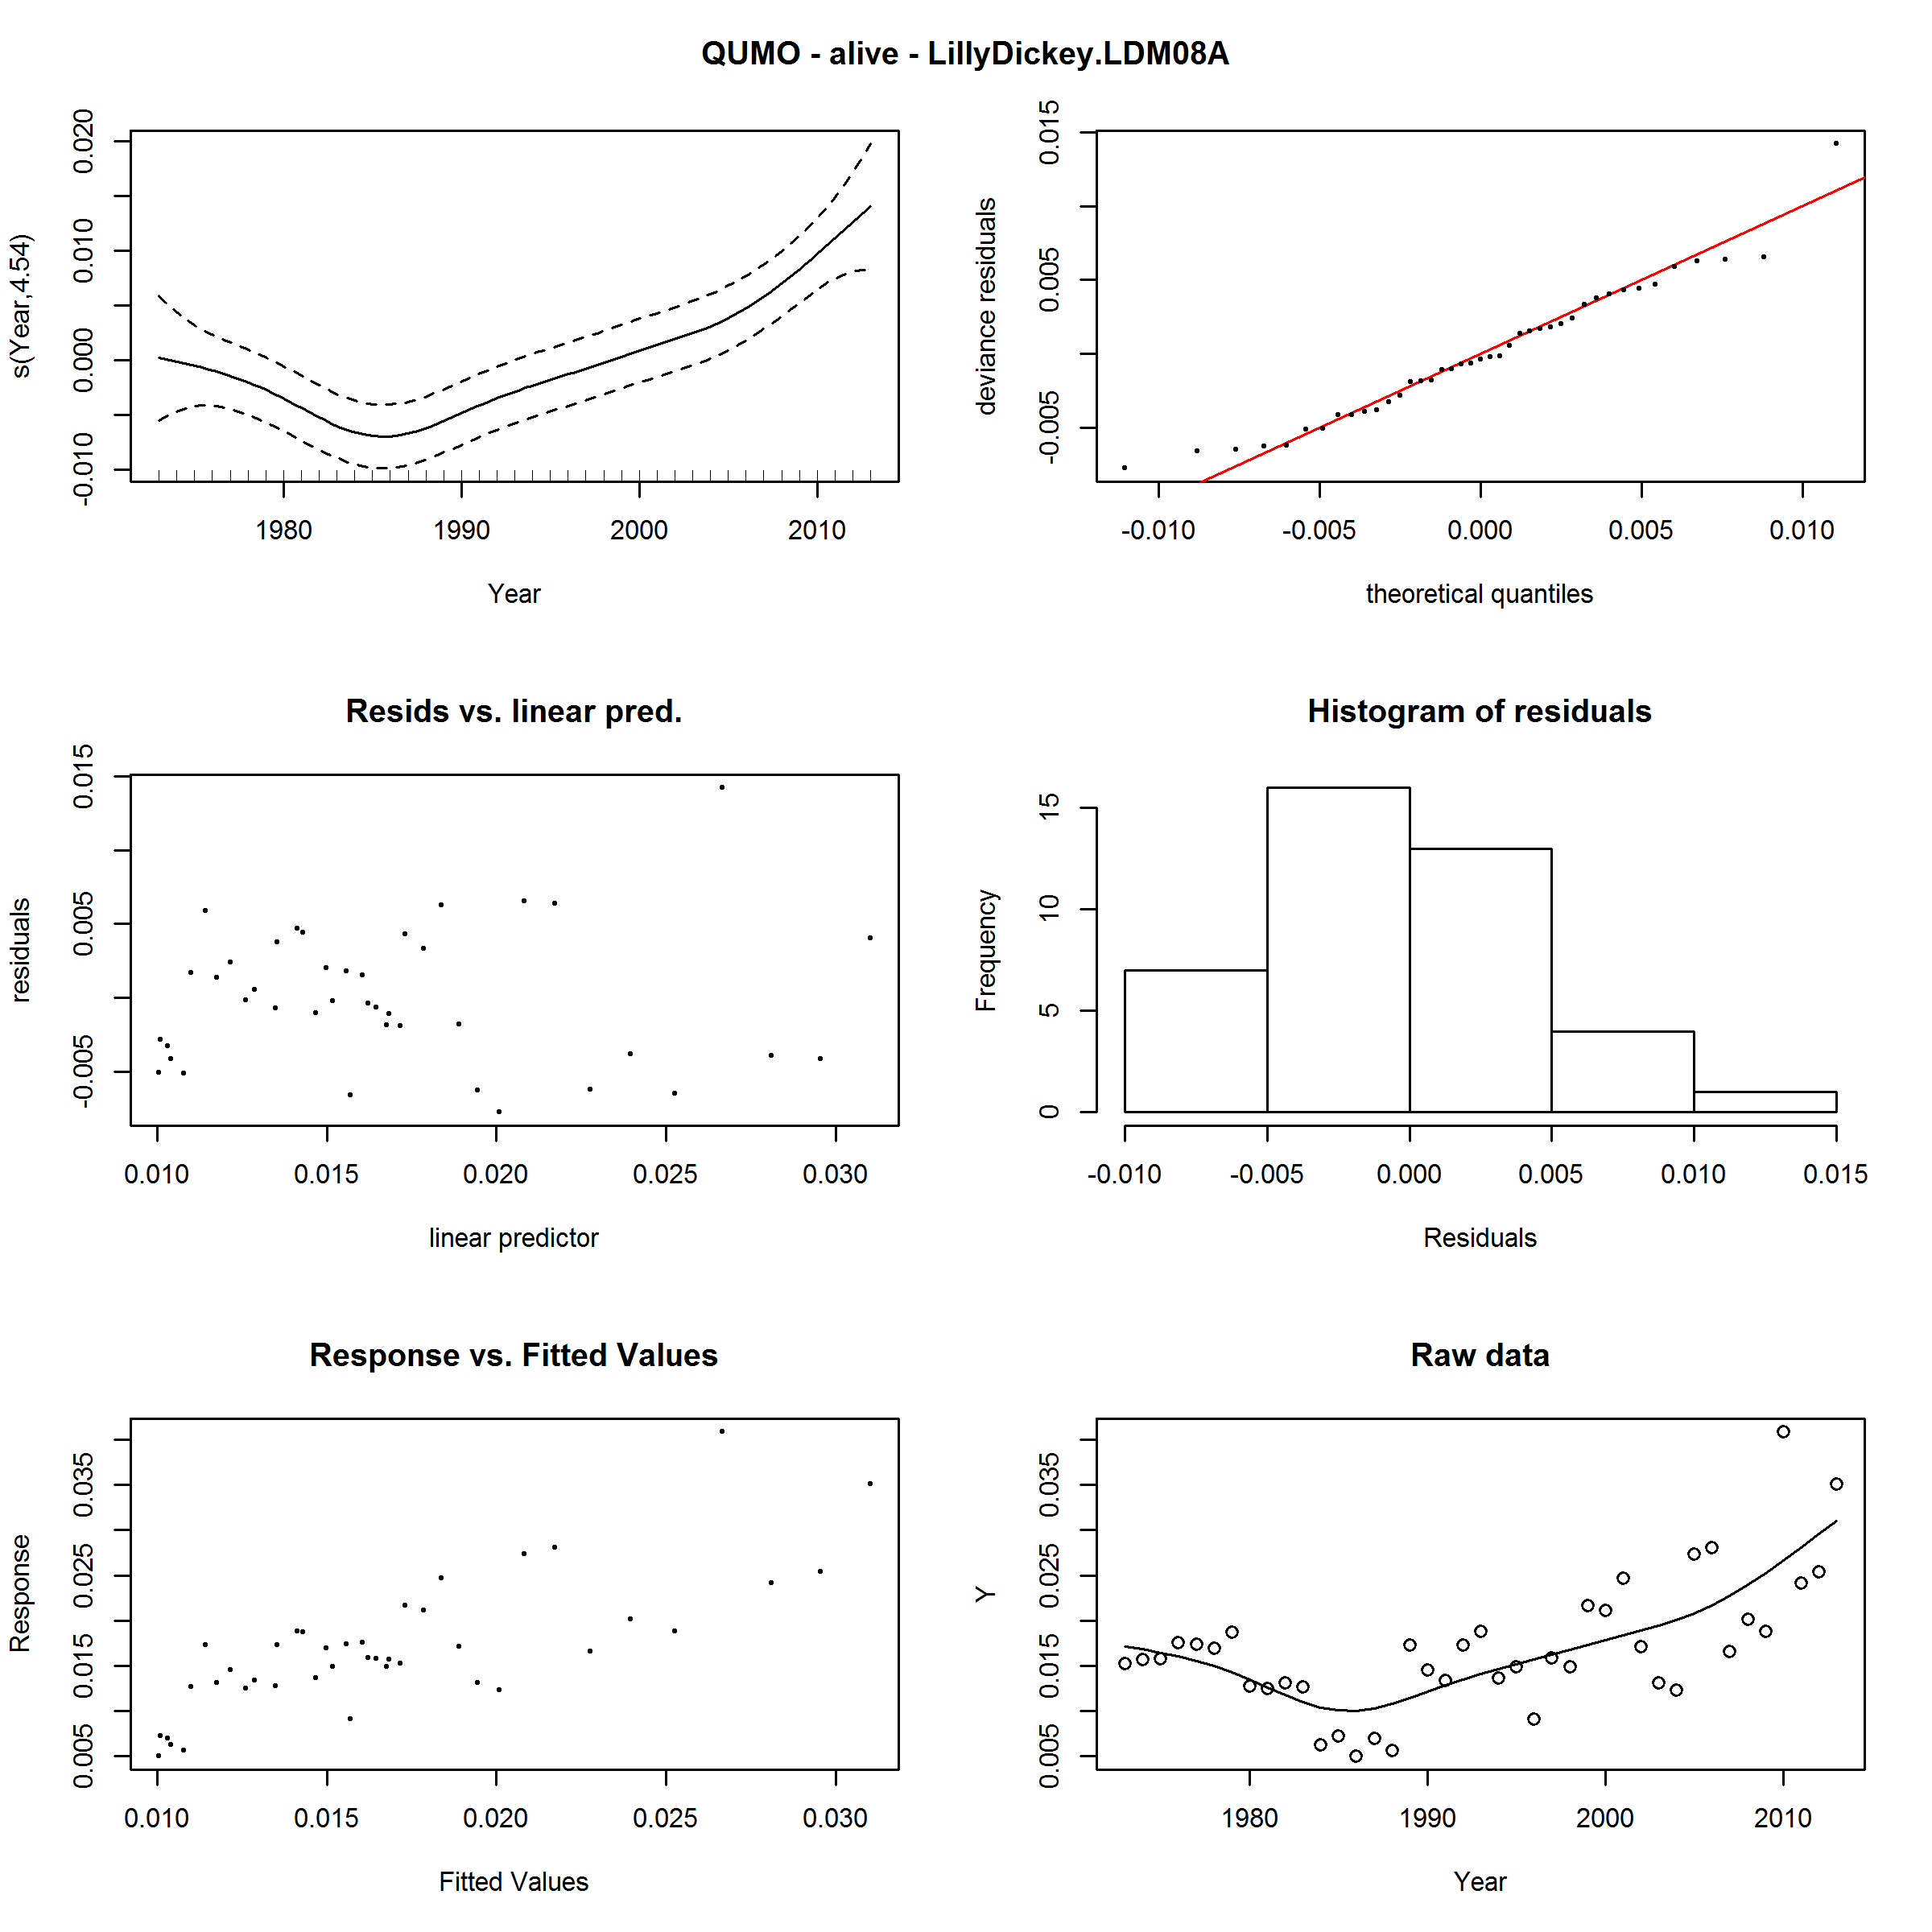 QUMO - alive - LillyDickey.LDM08A
s(Year,4.54)
-0.010 0.000 0.010 0.020
1980 1990 2000 2010
Year
deviance residuals
-0.005 0.005 0.015
-0.010 -0.005 0.000 0.005 0.010
theoretical quantiles
Resids vs. linear pred.
residuals
-0.005 0.005 0.015
0.010 0.015 0.020 0.025 0.030
linear predictor
Histogram of residuals
Frequency
0 5 10 15
-0.010 -0.005 0.000 0.005 0.010 0.015
Residuals
Response vs. Fitted Values
Response
0.005 0.015 0.025 0.035
0.010 0.015 0.020 0.025 0.030
Fitted Values
Raw data
Y
0.005 0.015 0.025 0.035
1980 1990 2000 2010
Year